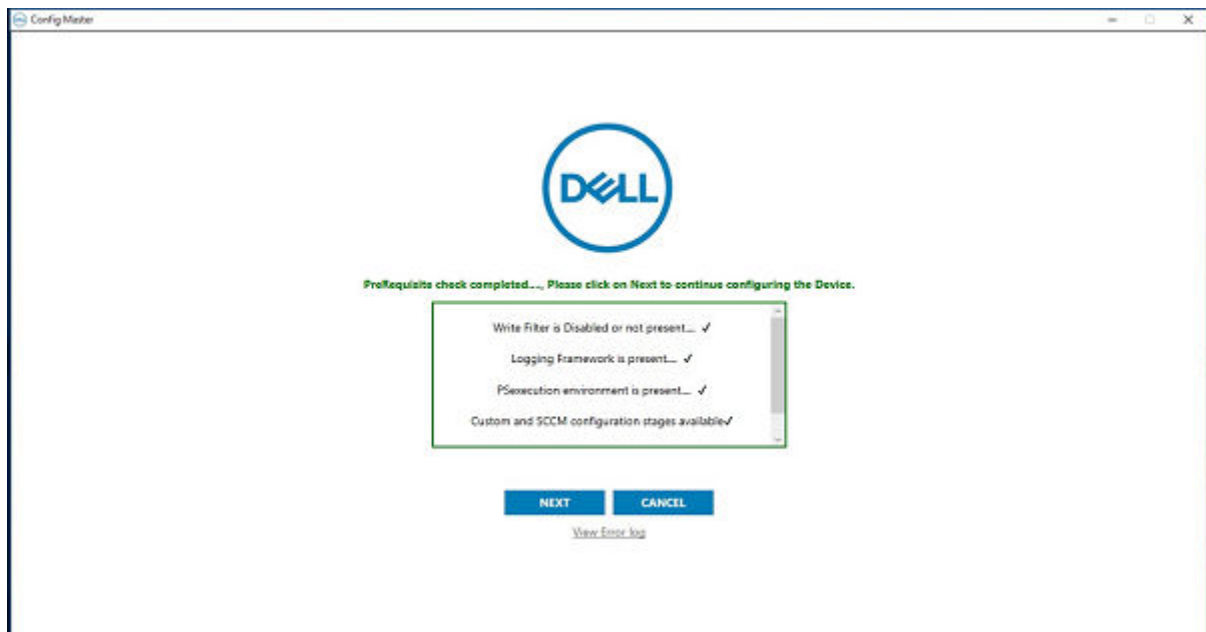 Config Master
DELL
PreRequisite check completed...., Please click on Next to continue configuring the Device.
Write Filter is Disabled or not present.... ✓
Logging Framework is present.... ✓
PSexecution environment is present.... ✓
Custom and SCCM configuration stages available✓
NEXT
CANCEL
View Error log